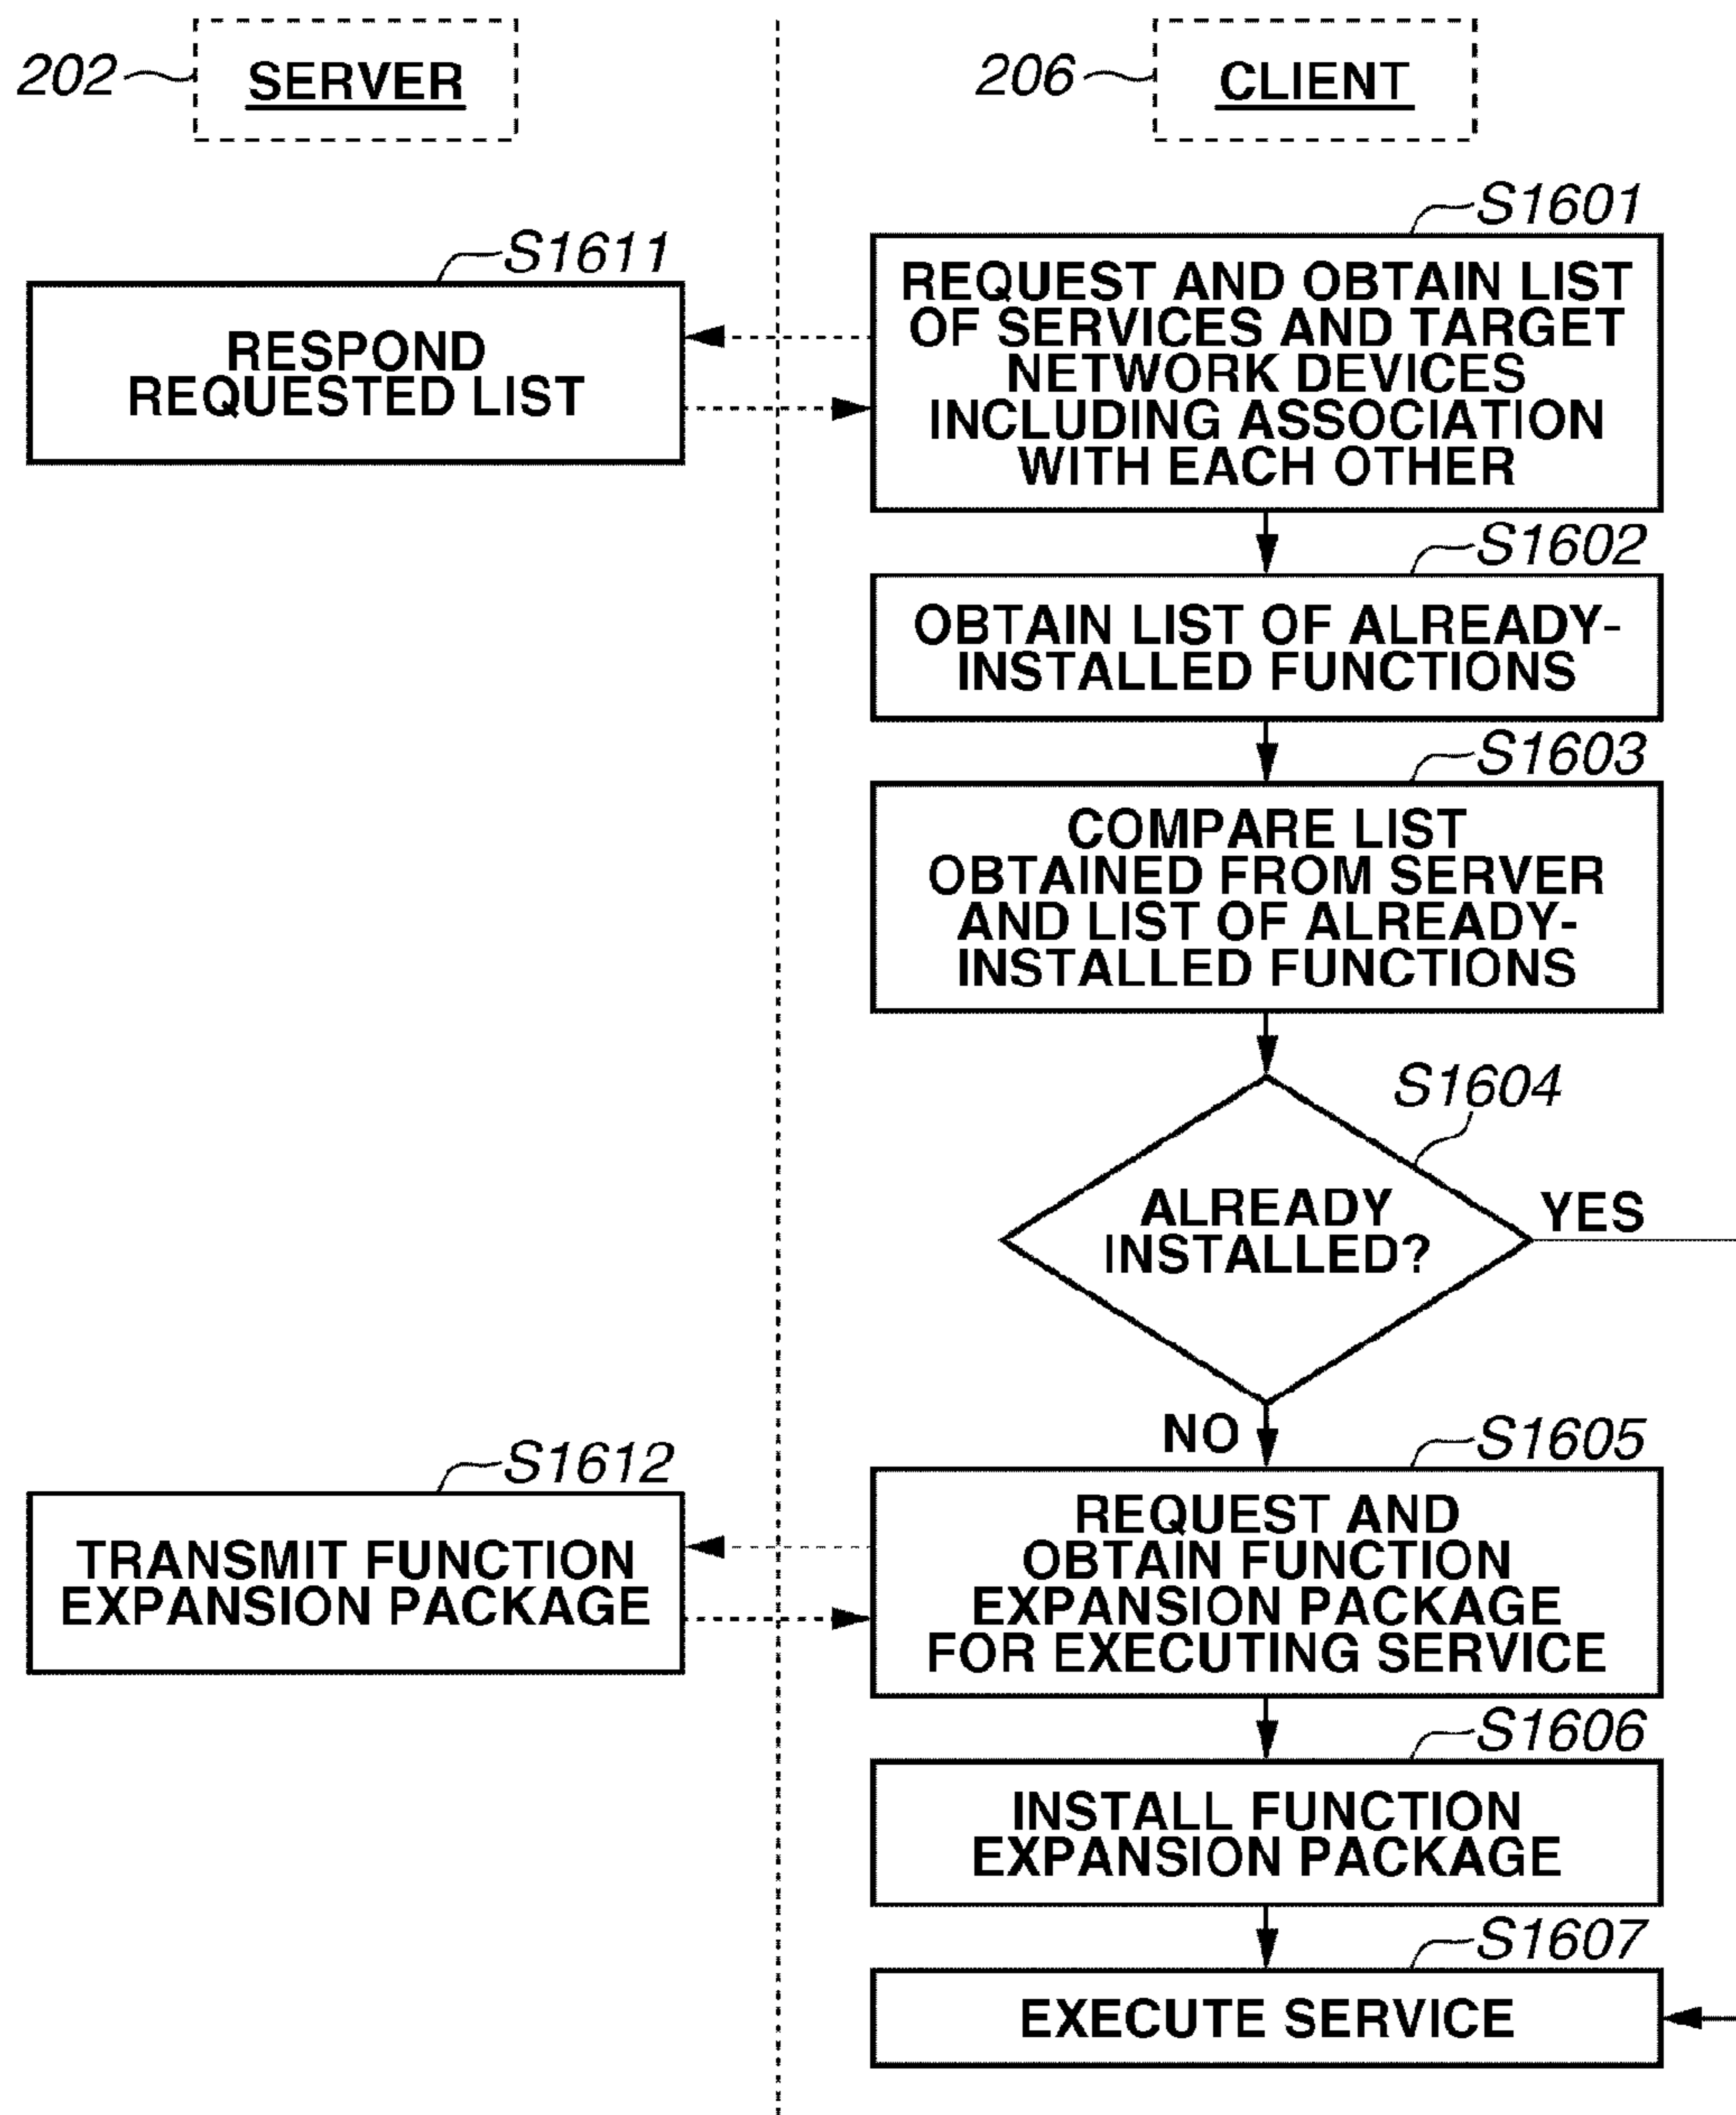 202
SERVER
206
CLIENT
S1601
REQUEST AND OBTAIN LIST
OF SERVICES AND TARGET
NETWORK DEVICES
INCLUDING ASSOCIATION
WITH EACH OTHER
S1611
RESPOND
REQUESTED LIST
S1602
OBTAIN LIST OF ALREADY-
INSTALLED FUNCTIONS
S1603
COMPARE LIST
OBTAINED FROM SERVER
AND LIST OF ALREADY-
INSTALLED FUNCTIONS
S1604
ALREADY
INSTALLED?
YES
NO
S1605
REQUEST AND
OBTAIN FUNCTION
EXPANSION PACKAGE
FOR EXECUTING SERVICE
S1612
TRANSMIT FUNCTION
EXPANSION PACKAGE
S1606
INSTALL FUNCTION
EXPANSION PACKAGE
S1607
EXECUTE SERVICE